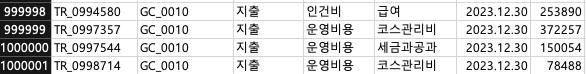 999998 TR_0994580 GC_0010 지출 인건비 급여 2023.12.30 253890
999999 TR_0997357 GC_0010 지출 운영비용 코스관리비 2023.12.30 372257
1000000 TR_0997544 GC_0010 지출 운영비용 세금과공과 2023.12.30 150054
1000001 TR_0998714 GC_0010 지출 운영비용 코스관리비 2023.12.30 78488